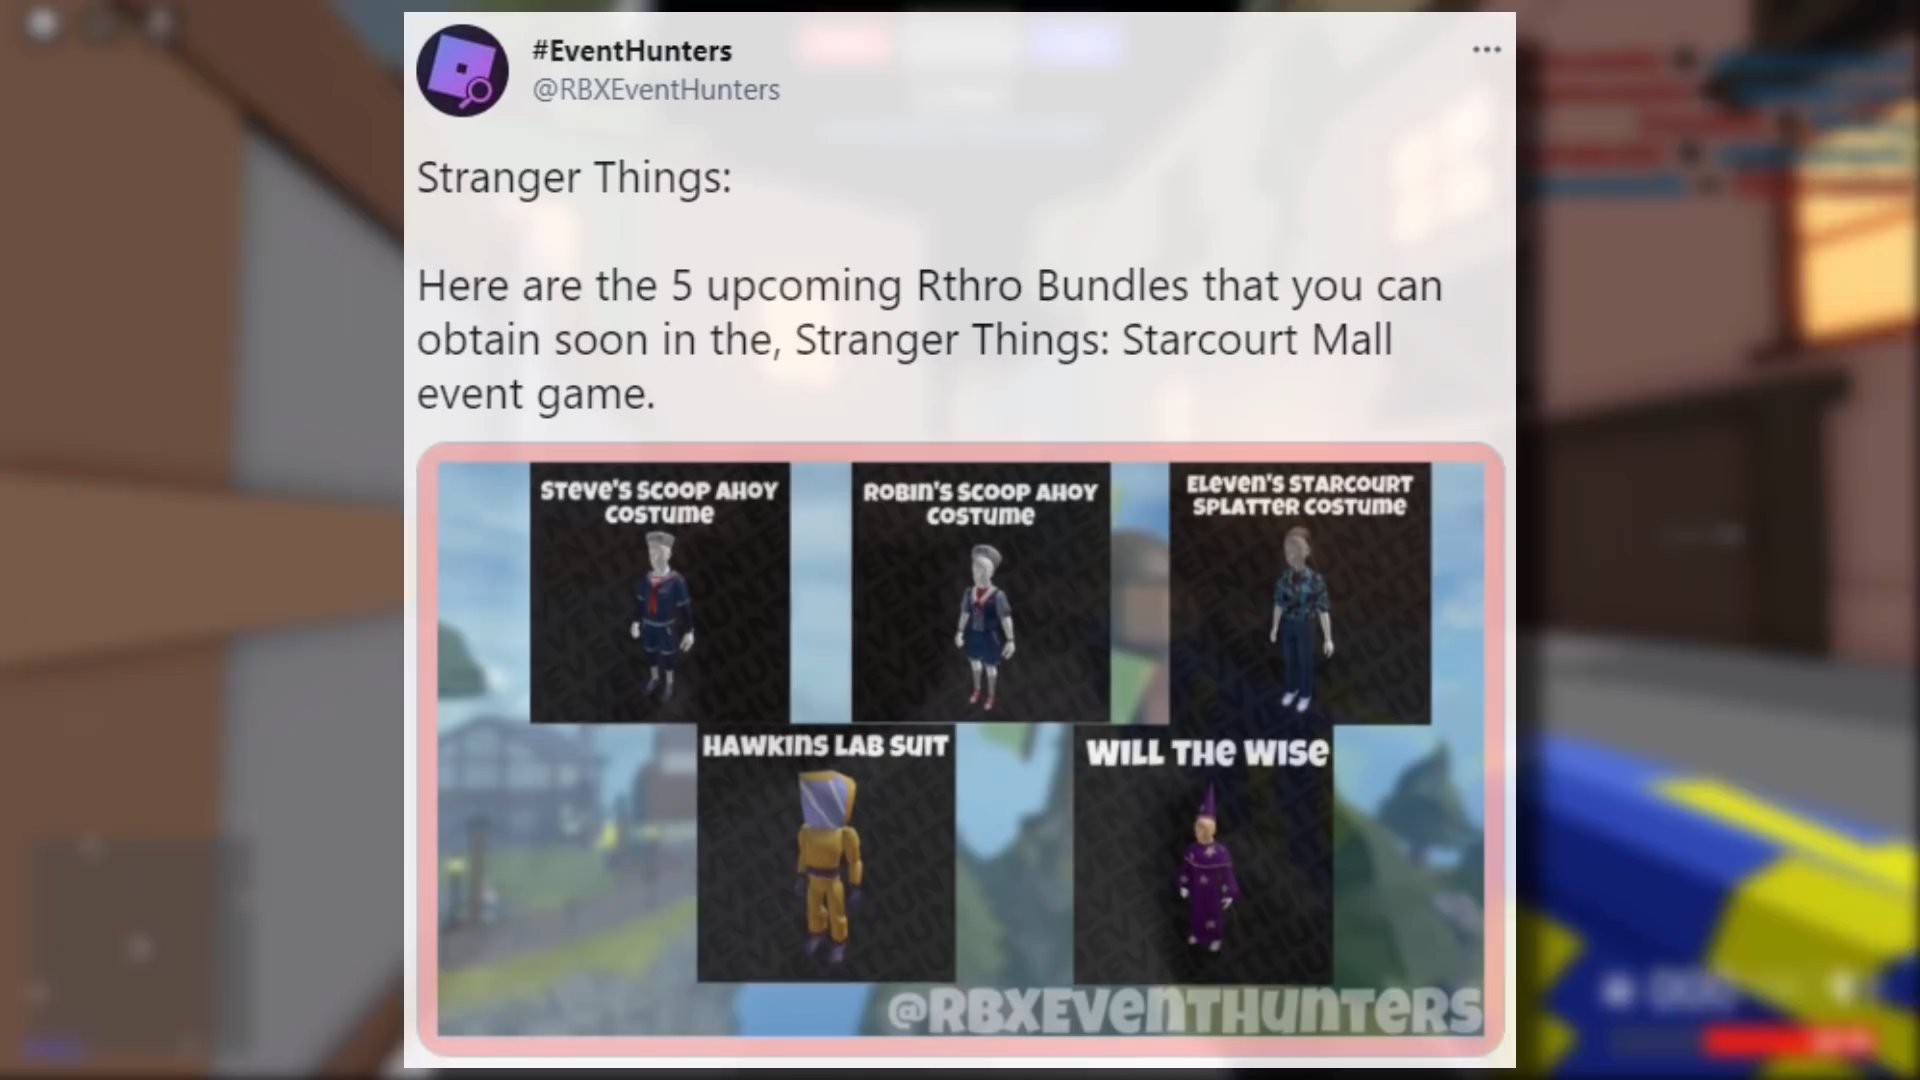 #EventHunters
@RBXEventHunters
Stranger Things:
Here are the 5 upcoming Rthro Bundles that you can
obtain soon in the, Stranger Things: Starcourt Mall
event game.
STEVE'S SCOOP AHOY
COSTUME
ROBIN'S SCOOP AHOY
COSTUME
ELEVEN'S STARCOURT
SPLATTER COSTUME
HAWKINS LAB SUIT
WILL THE WISE
@RBXEVENTHUNTERS